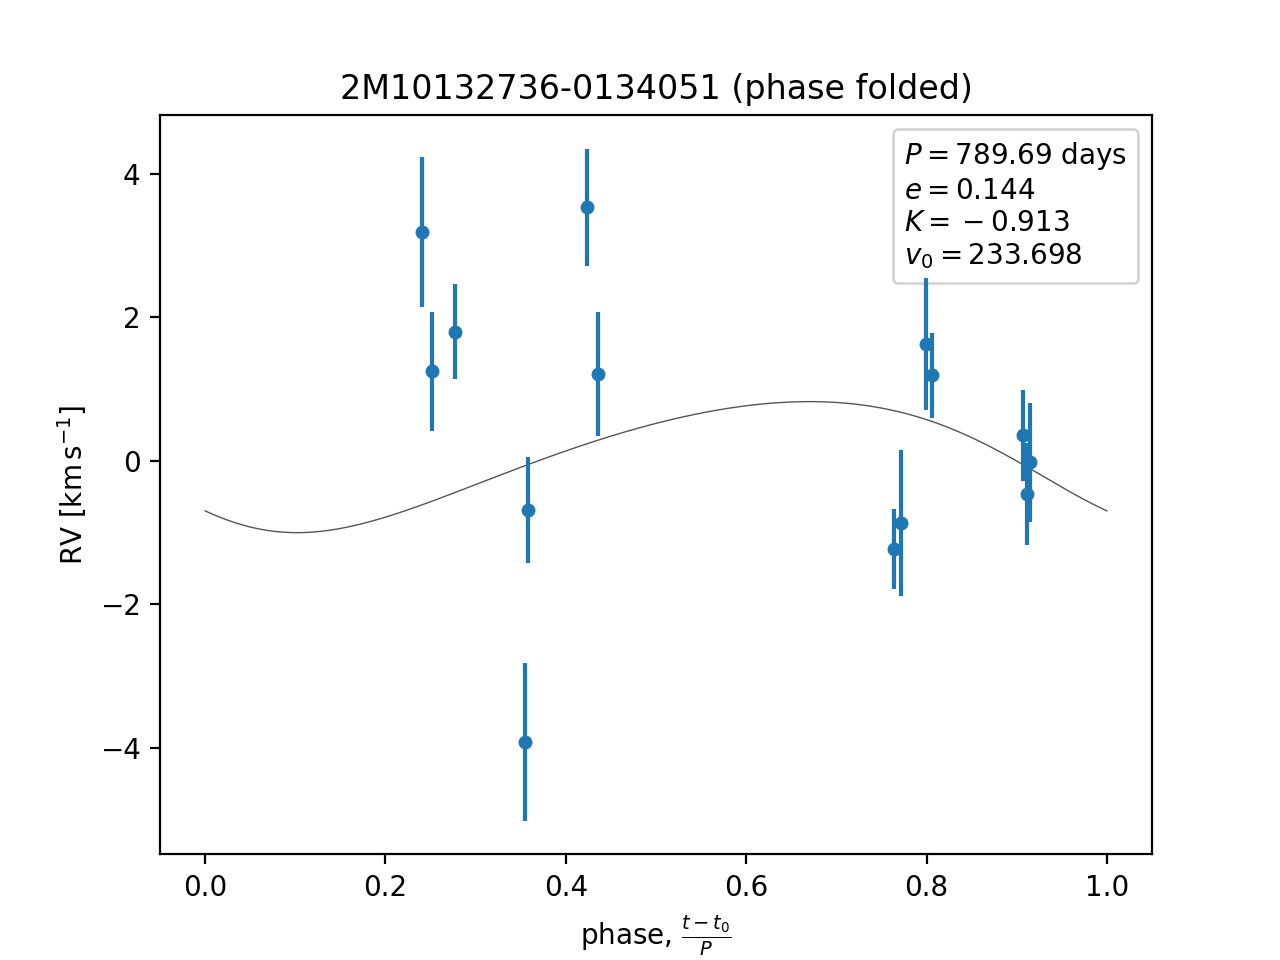 2M10132736-0134051 (phase folded)
P = 789.69 days
e = 0.144
K = −0.913
v₀ = 233.698
4
2
0
−2
−4
RV [km s⁻¹]
0.0 0.2 0.4 0.6 0.8 1.0
phase, (t − t₀)/P